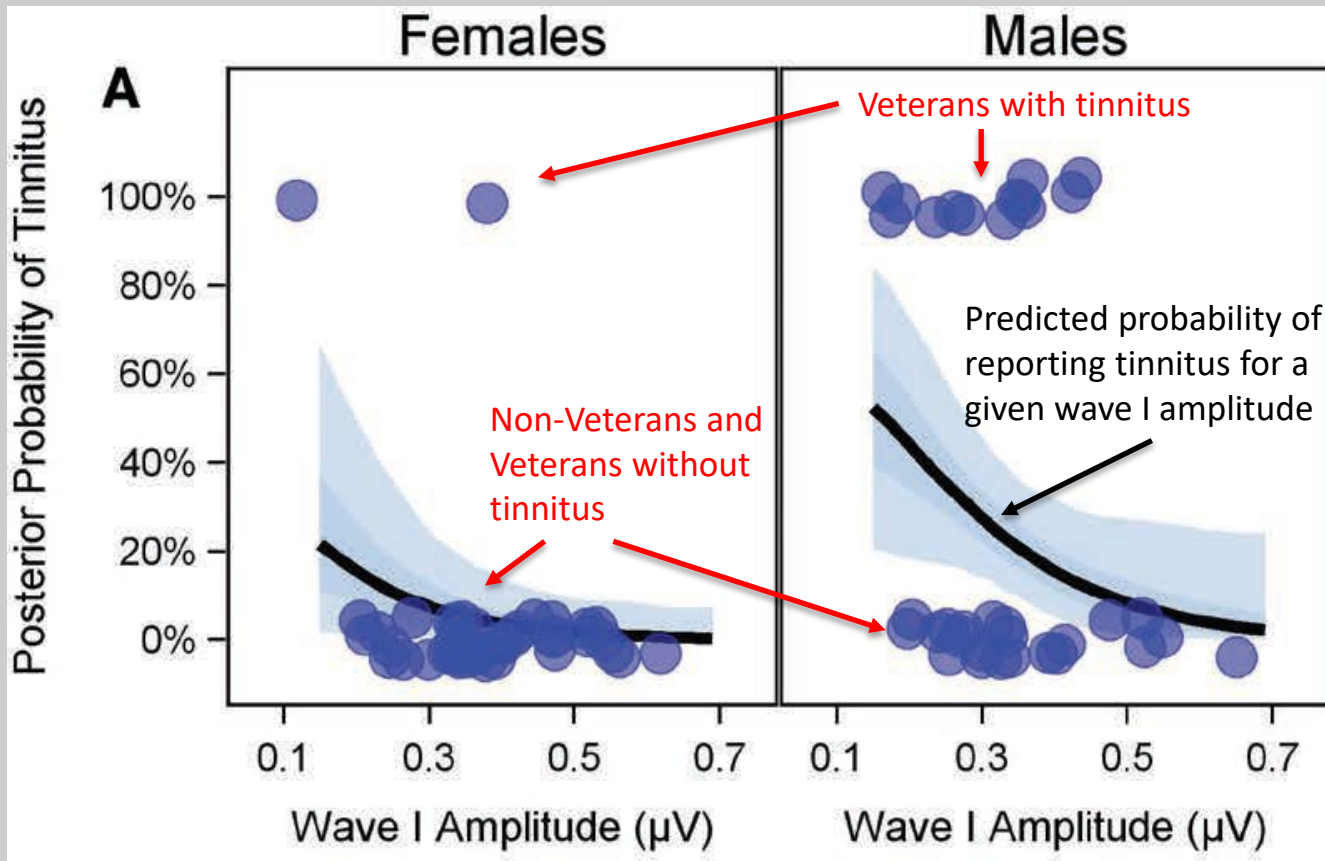 Females
Males
A
Posterior Probability of Tinnitus
Veterans with tinnitus
100%
80%
60%
40%
20%
0%
Non-Veterans and
Veterans without
tinnitus
Predicted probability of
reporting tinnitus for a
given wave I amplitude
0.1 0.3 0.5 0.7
0.1 0.3 0.5 0.7
Wave I Amplitude (µV)
Wave I Amplitude (µV)